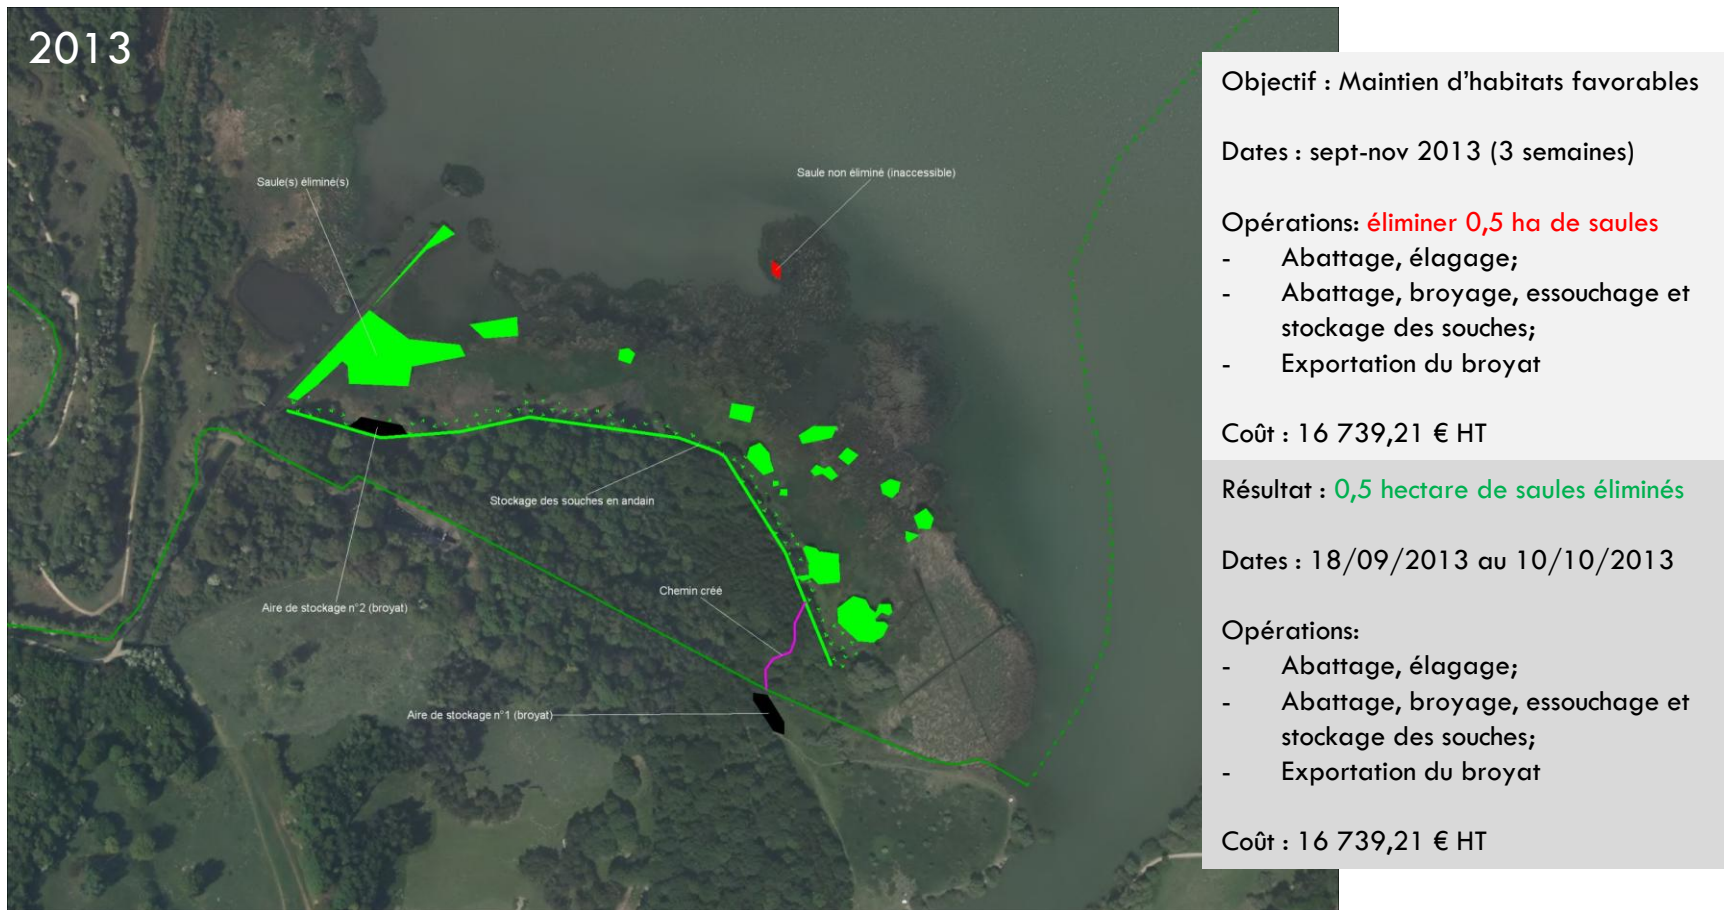 2013
Saule(s) éliminé(s)
Saule non éliminé (inaccessible)
Stockage des souches en andain
Chemin créé
Aire de stockage n°2 (broyat)
Aire de stockage n°1 (broyat)
Objectif : Maintien d’habitats favorables
Dates : sept-nov 2013 (3 semaines)
Opérations: éliminer 0,5 ha de saules
- Abattage, élagage;
- Abattage, broyage, essouchage et
stockage des souches;
- Exportation du broyat
Coût : 16 739,21 € HT
Résultat : 0,5 hectare de saules éliminés
Dates : 18/09/2013 au 10/10/2013
Opérations:
- Abattage, élagage;
- Abattage, broyage, essouchage et
stockage des souches;
- Exportation du broyat
Coût : 16 739,21 € HT